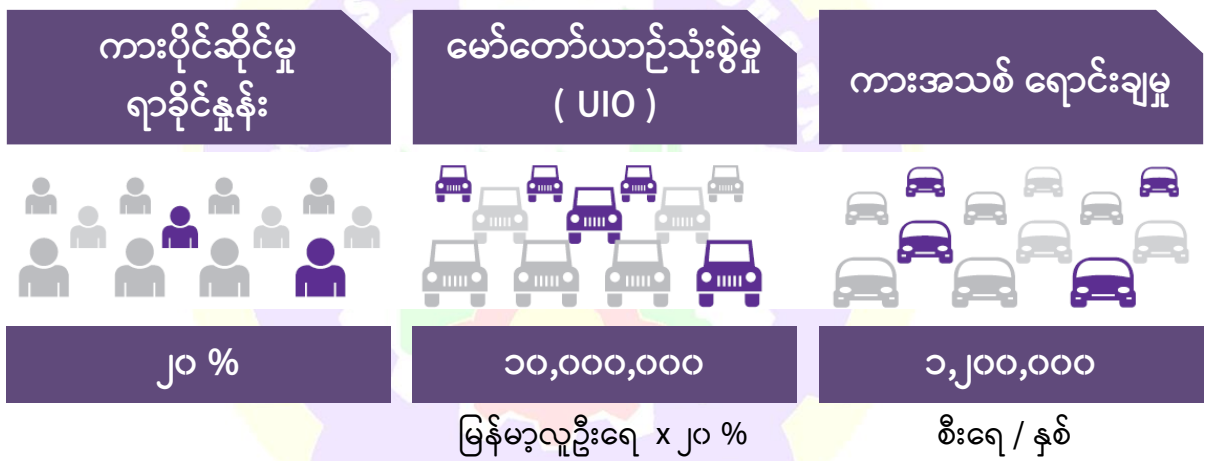 ကားပိုင်ဆိုင်မှု
ရာခိုင်နှုန်း
မော်တော်ယာဉ်သုံးစွဲမှု
( UIO )
ကားအသစ် ရောင်းချမှု
၂၀ %
၁၀,၀၀၀,၀၀၀
၁,၂၀၀,၀၀၀
မြန်မာ့လူဦးရေ x ၂၀ %
စီးရေ / နှစ်